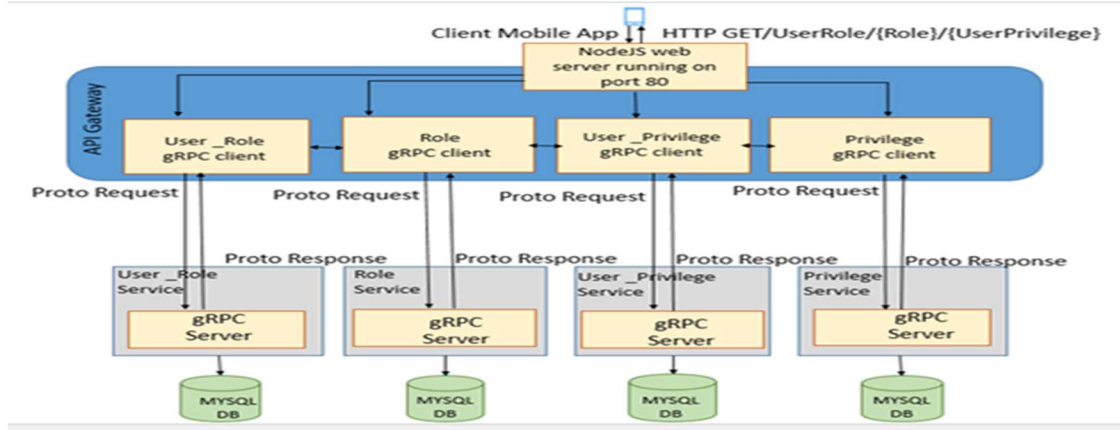 Client Mobile App
HTTP GET/UserRole/{Role}/{UserPrivilege}
NodeJS web
server running on
port 80
API Gateway
User _Role
gRPC client
Role
gRPC client
User _Privilege
gRPC client
Privilege
gRPC client
Proto Request
Proto Request
Proto Request
Proto Request
Proto Response
Proto Response
Proto Response
Proto Response
User _Role
Service
Role
Service
User _Privilege
Service
Privilege
Service
gRPC
Server
gRPC
Server
gRPC
Server
gRPC
Server
MYSQL
DB
MYSQL
DB
MYSQL
DB
MYSQL
DB